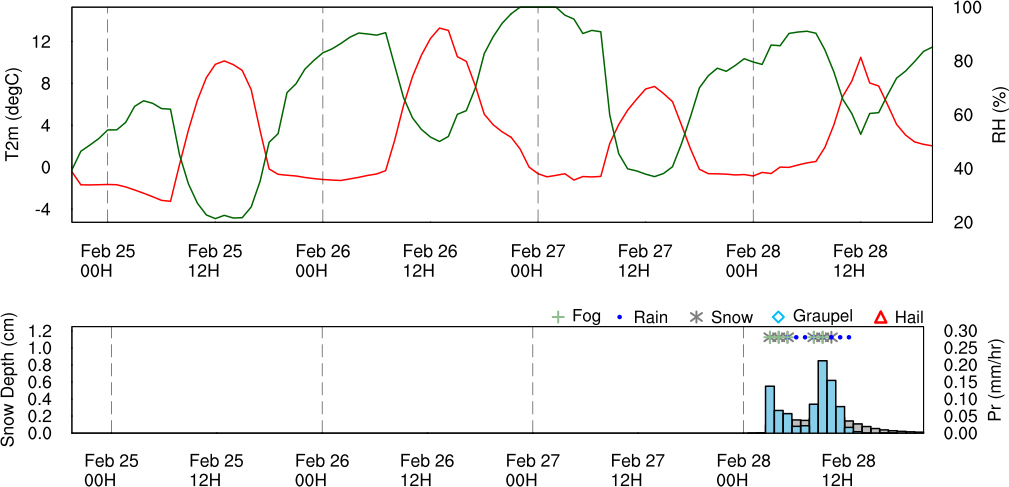 T2m (degC)
12
8
4
0
-4
100
80
60
40
20
RH (%)
Feb 25 Feb 25 Feb 26 Feb 26 Feb 27 Feb 27 Feb 28 Feb 28
00H 12H 00H 12H 00H 12H 00H 12H
Fog Rain Snow Graupel Hail
Snow Depth (cm)
1.2
1.0
0.8
0.6
0.4
0.2
0.0
0.30
0.25
0.20
0.15
0.10
0.05
0.00
Pr (mm/hr)
Feb 25 Feb 25 Feb 26 Feb 26 Feb 27 Feb 27 Feb 28 Feb 28
00H 12H 00H 12H 00H 12H 00H 12H